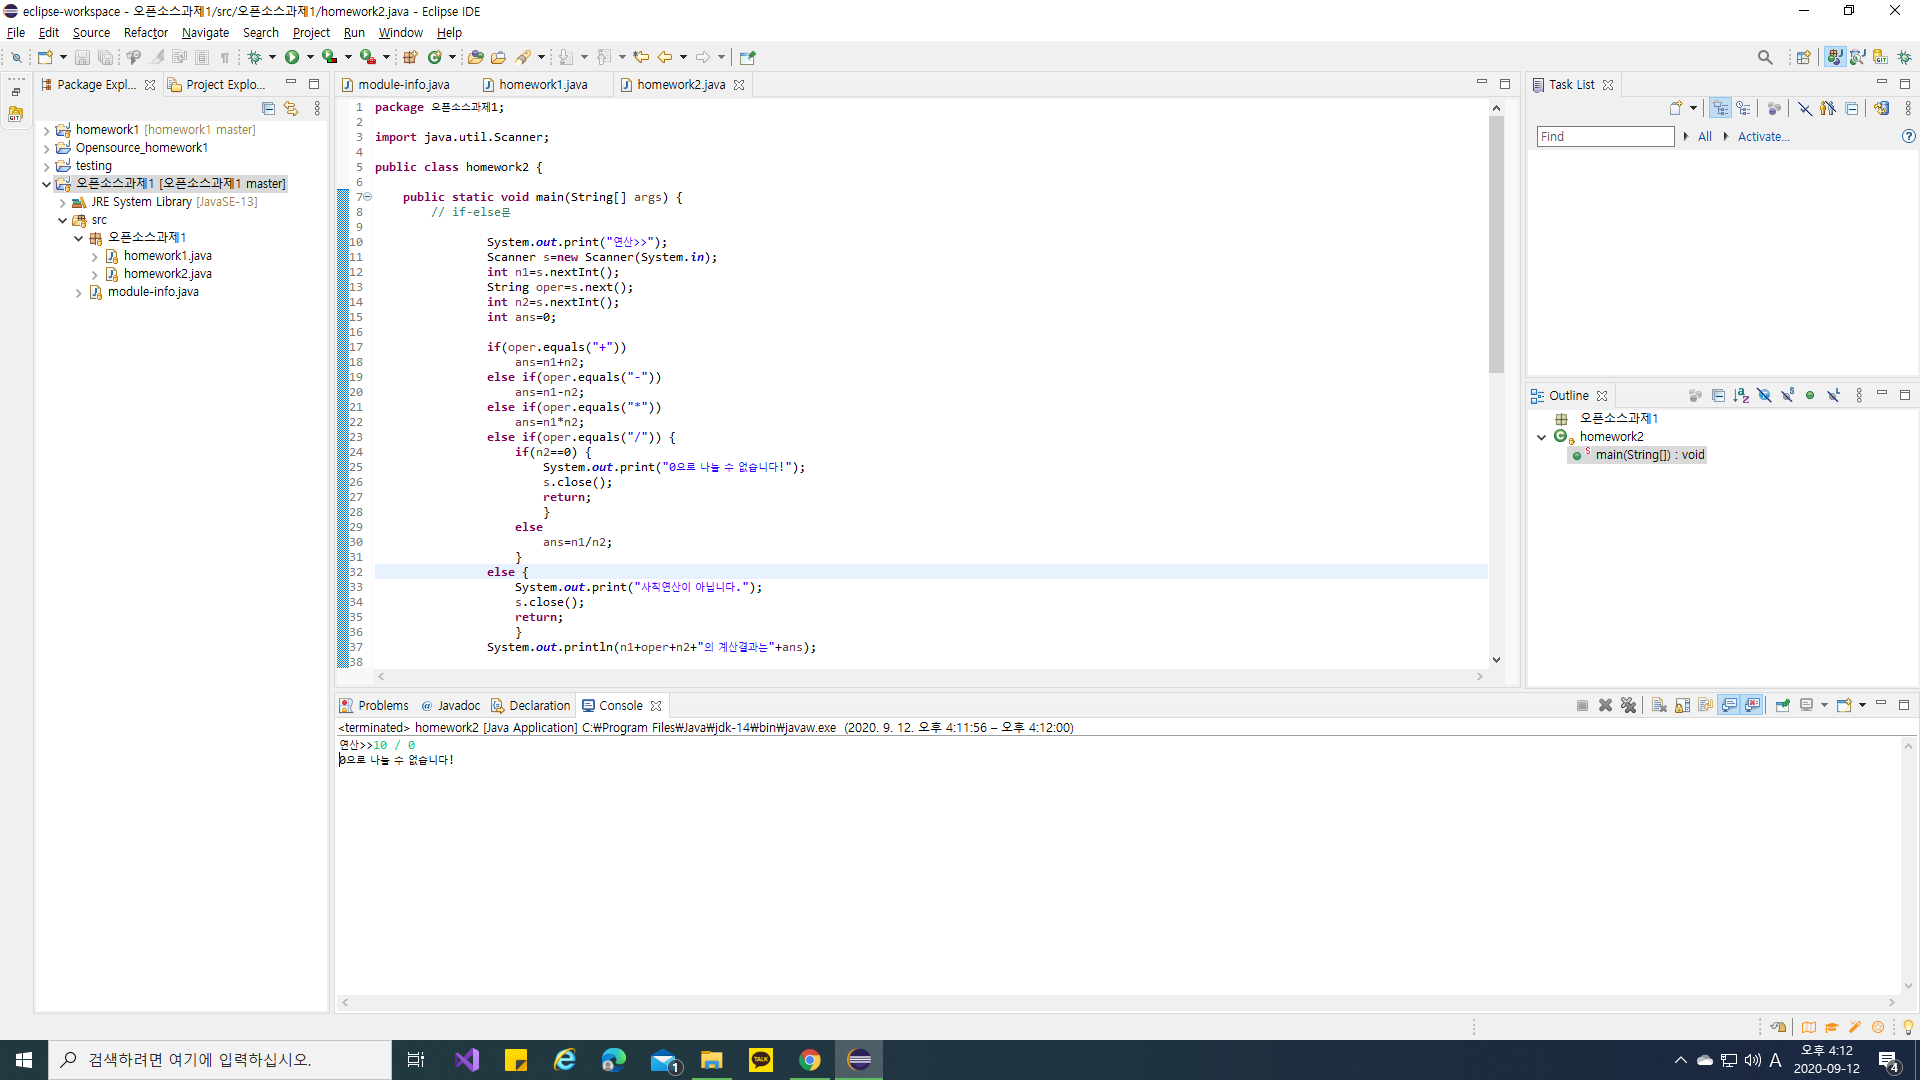 eclipse-workspace - 오픈소스과제1/src/오픈소스과제1/homework2.java - Eclipse IDE
File Edit Source Refactor Navigate Search Project Run Window Help
Package Expl... Project Explo...
homework1 [homework1 master]
Opensource_homework1
testing
오픈소스과제1 [오픈소스과제1 master]
JRE System Library [JavaSE-13]
src
오픈소스과제1
homework1.java
homework2.java
module-info.java
module-info.java homework1.java homework2.java
1 package 오픈소스과제1;
2
3 import java.util.Scanner;
4
5 public class homework2 {
6
7 public static void main(String[] args) {
8 // if-else문
9
10 System.out.print("연산>>");
11 Scanner s=new Scanner(System.in);
12 int n1=s.nextInt();
13 String oper=s.next();
14 int n2=s.nextInt();
15 int ans=0;
16
17 if(oper.equals("+"))
18 ans=n1+n2;
19 else if(oper.equals("-"))
20 ans=n1-n2;
21 else if(oper.equals("*"))
22 ans=n1*n2;
23 else if(oper.equals("/")) {
24 if(n2==0) {
25 System.out.print("0으로 나눌 수 없습니다!");
26 s.close();
27 return;
28 }
29 else
30 ans=n1/n2;
31 }
32 else {
33 System.out.print("사칙연산이 아닙니다.");
34 s.close();
35 return;
36 }
37 System.out.println(n1+oper+n2+"의 계산결과는"+ans);
38
Task List
Find All Activate...
Outline
오픈소스과제1
homework2
main(String[]) : void
Problems @ Javadoc Declaration Console
<terminated> homework2 [Java Application] C:₩Program Files₩Java₩jdk-14₩bin₩javaw.exe (2020. 9. 12. 오후 4:11:56 – 오후 4:12:00)
연산>>10 / 0
0으로 나눌 수 없습니다!
검색하려면 여기에 입력하십시오.
1
TALK
A
오후 4:12
2020-09-12
4